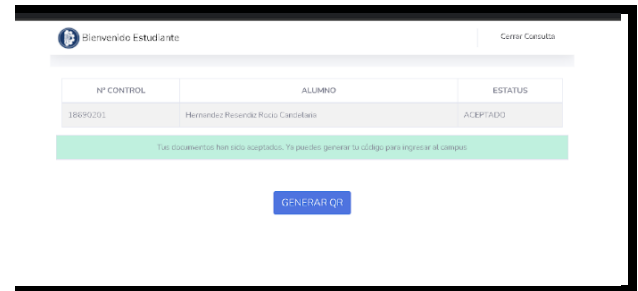 Bienvenido Estudiante
Cerrar Consulta
N° CONTROL ALUMNO ESTATUS
18690201 Hernandez Resendiz Rocio Candelaria ACEPTADO
Tus documentos han sido aceptados, Ya puedes generar tu código para ingresar al campus
GENERAR QR